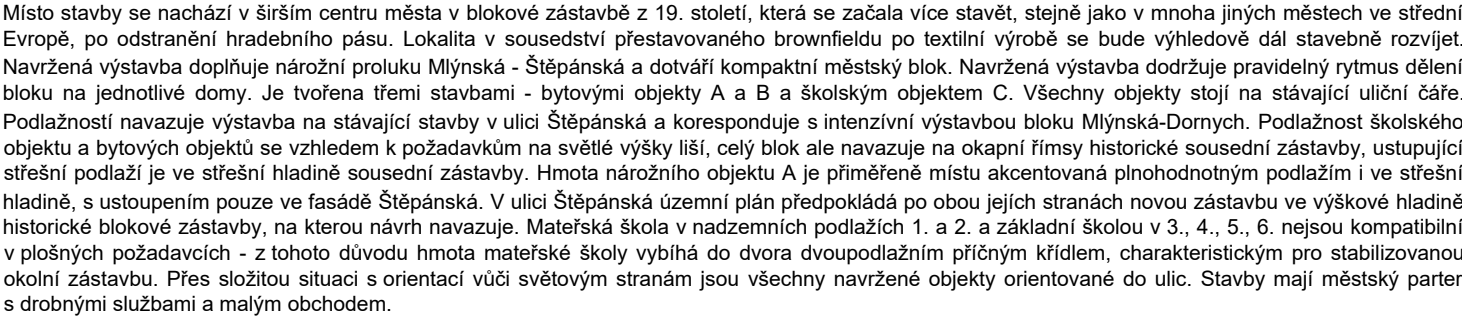 Místo stavby se nachází v širším centru města v blokové zástavbě z 19. století, která se začala více stavět, stejně jako v mnoha jiných městech ve střední
Evropě, po odstranění hradebního pásu. Lokalita v sousedství přestavovaného brownfieldu po textilní výrobě se bude výhledově dál stavebně rozvíjet.
Navržená výstavba doplňuje nárožní proluku Mlýnská - Štěpánská a dotváří kompaktní městský blok. Navržená výstavba dodržuje pravidelný rytmus dělení
bloku na jednotlivé domy. Je tvořena třemi stavbami - bytovými objekty A a B a školským objektem C. Všechny objekty stojí na stávající uliční čáře.
Podlažností navazuje výstavba na stávající stavby v ulici Štěpánská a koresponduje s intenzívní výstavbou bloku Mlýnská-Dornych. Podlažnost školského
objektu a bytových objektů se vzhledem k požadavkům na světlé výšky liší, celý blok ale navazuje na okapní římsy historické sousední zástavby, ustupující
střešní podlaží je ve střešní hladině sousední zástavby. Hmota nárožního objektu A je přiměřeně místu akcentovaná plnohodnotným podlažím i ve střešní
hladině, s ustoupením pouze ve fasádě Štěpánská. V ulici Štěpánská územní plán předpokládá po obou jejích stranách novou zástavbu ve výškové hladině
historické blokové zástavby, na kterou návrh navazuje. Mateřská škola v nadzemních podlažích 1. a 2. a základní školou v 3., 4., 5., 6. nejsou kompatibilní
v plošných požadavcích - z tohoto důvodu hmota mateřské školy vybíhá do dvora dvoupodlažním příčným křídlem, charakteristickým pro stabilizovanou
okolní zástavbu. Přes složitou situaci s orientací vůči světovým stranám jsou všechny navržené objekty orientované do ulic. Stavby mají městský parter
s drobnými službami a malým obchodem.